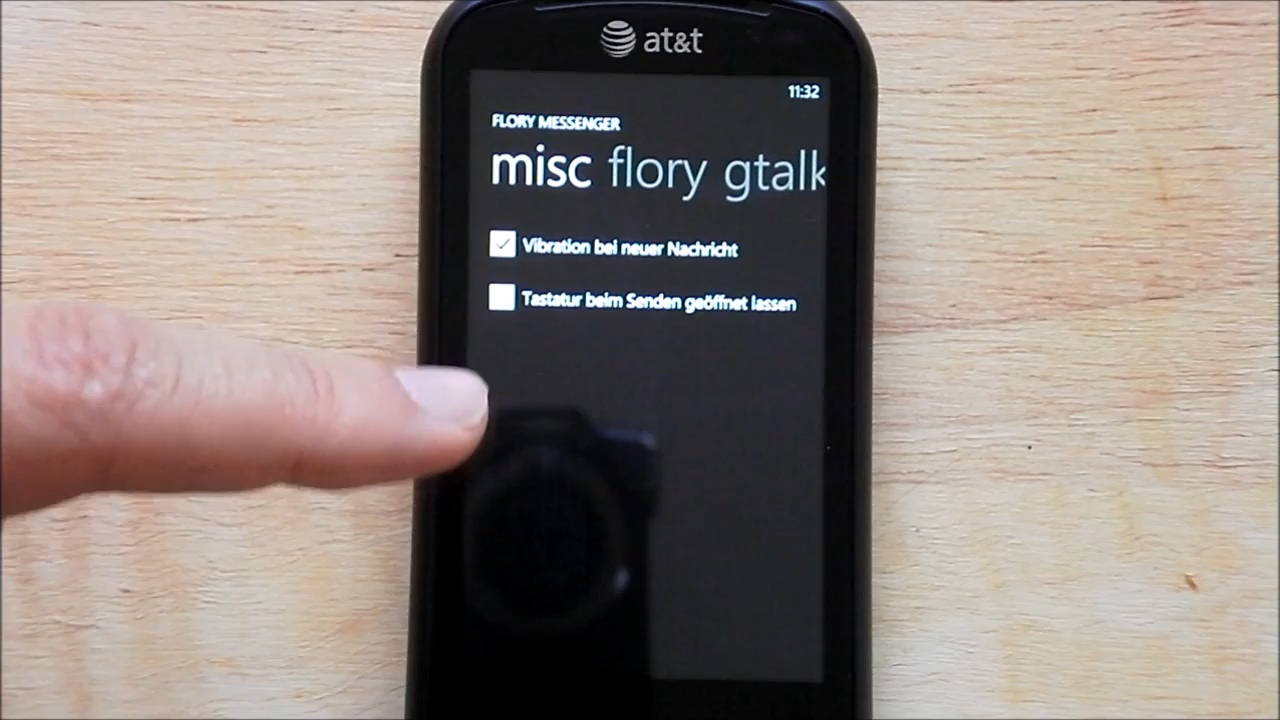 at&t
11:32
FLORY MESSENGER
misc flory gtalk
Vibration bei neuer Nachricht
Tastatur beim Senden geöffnet lassen